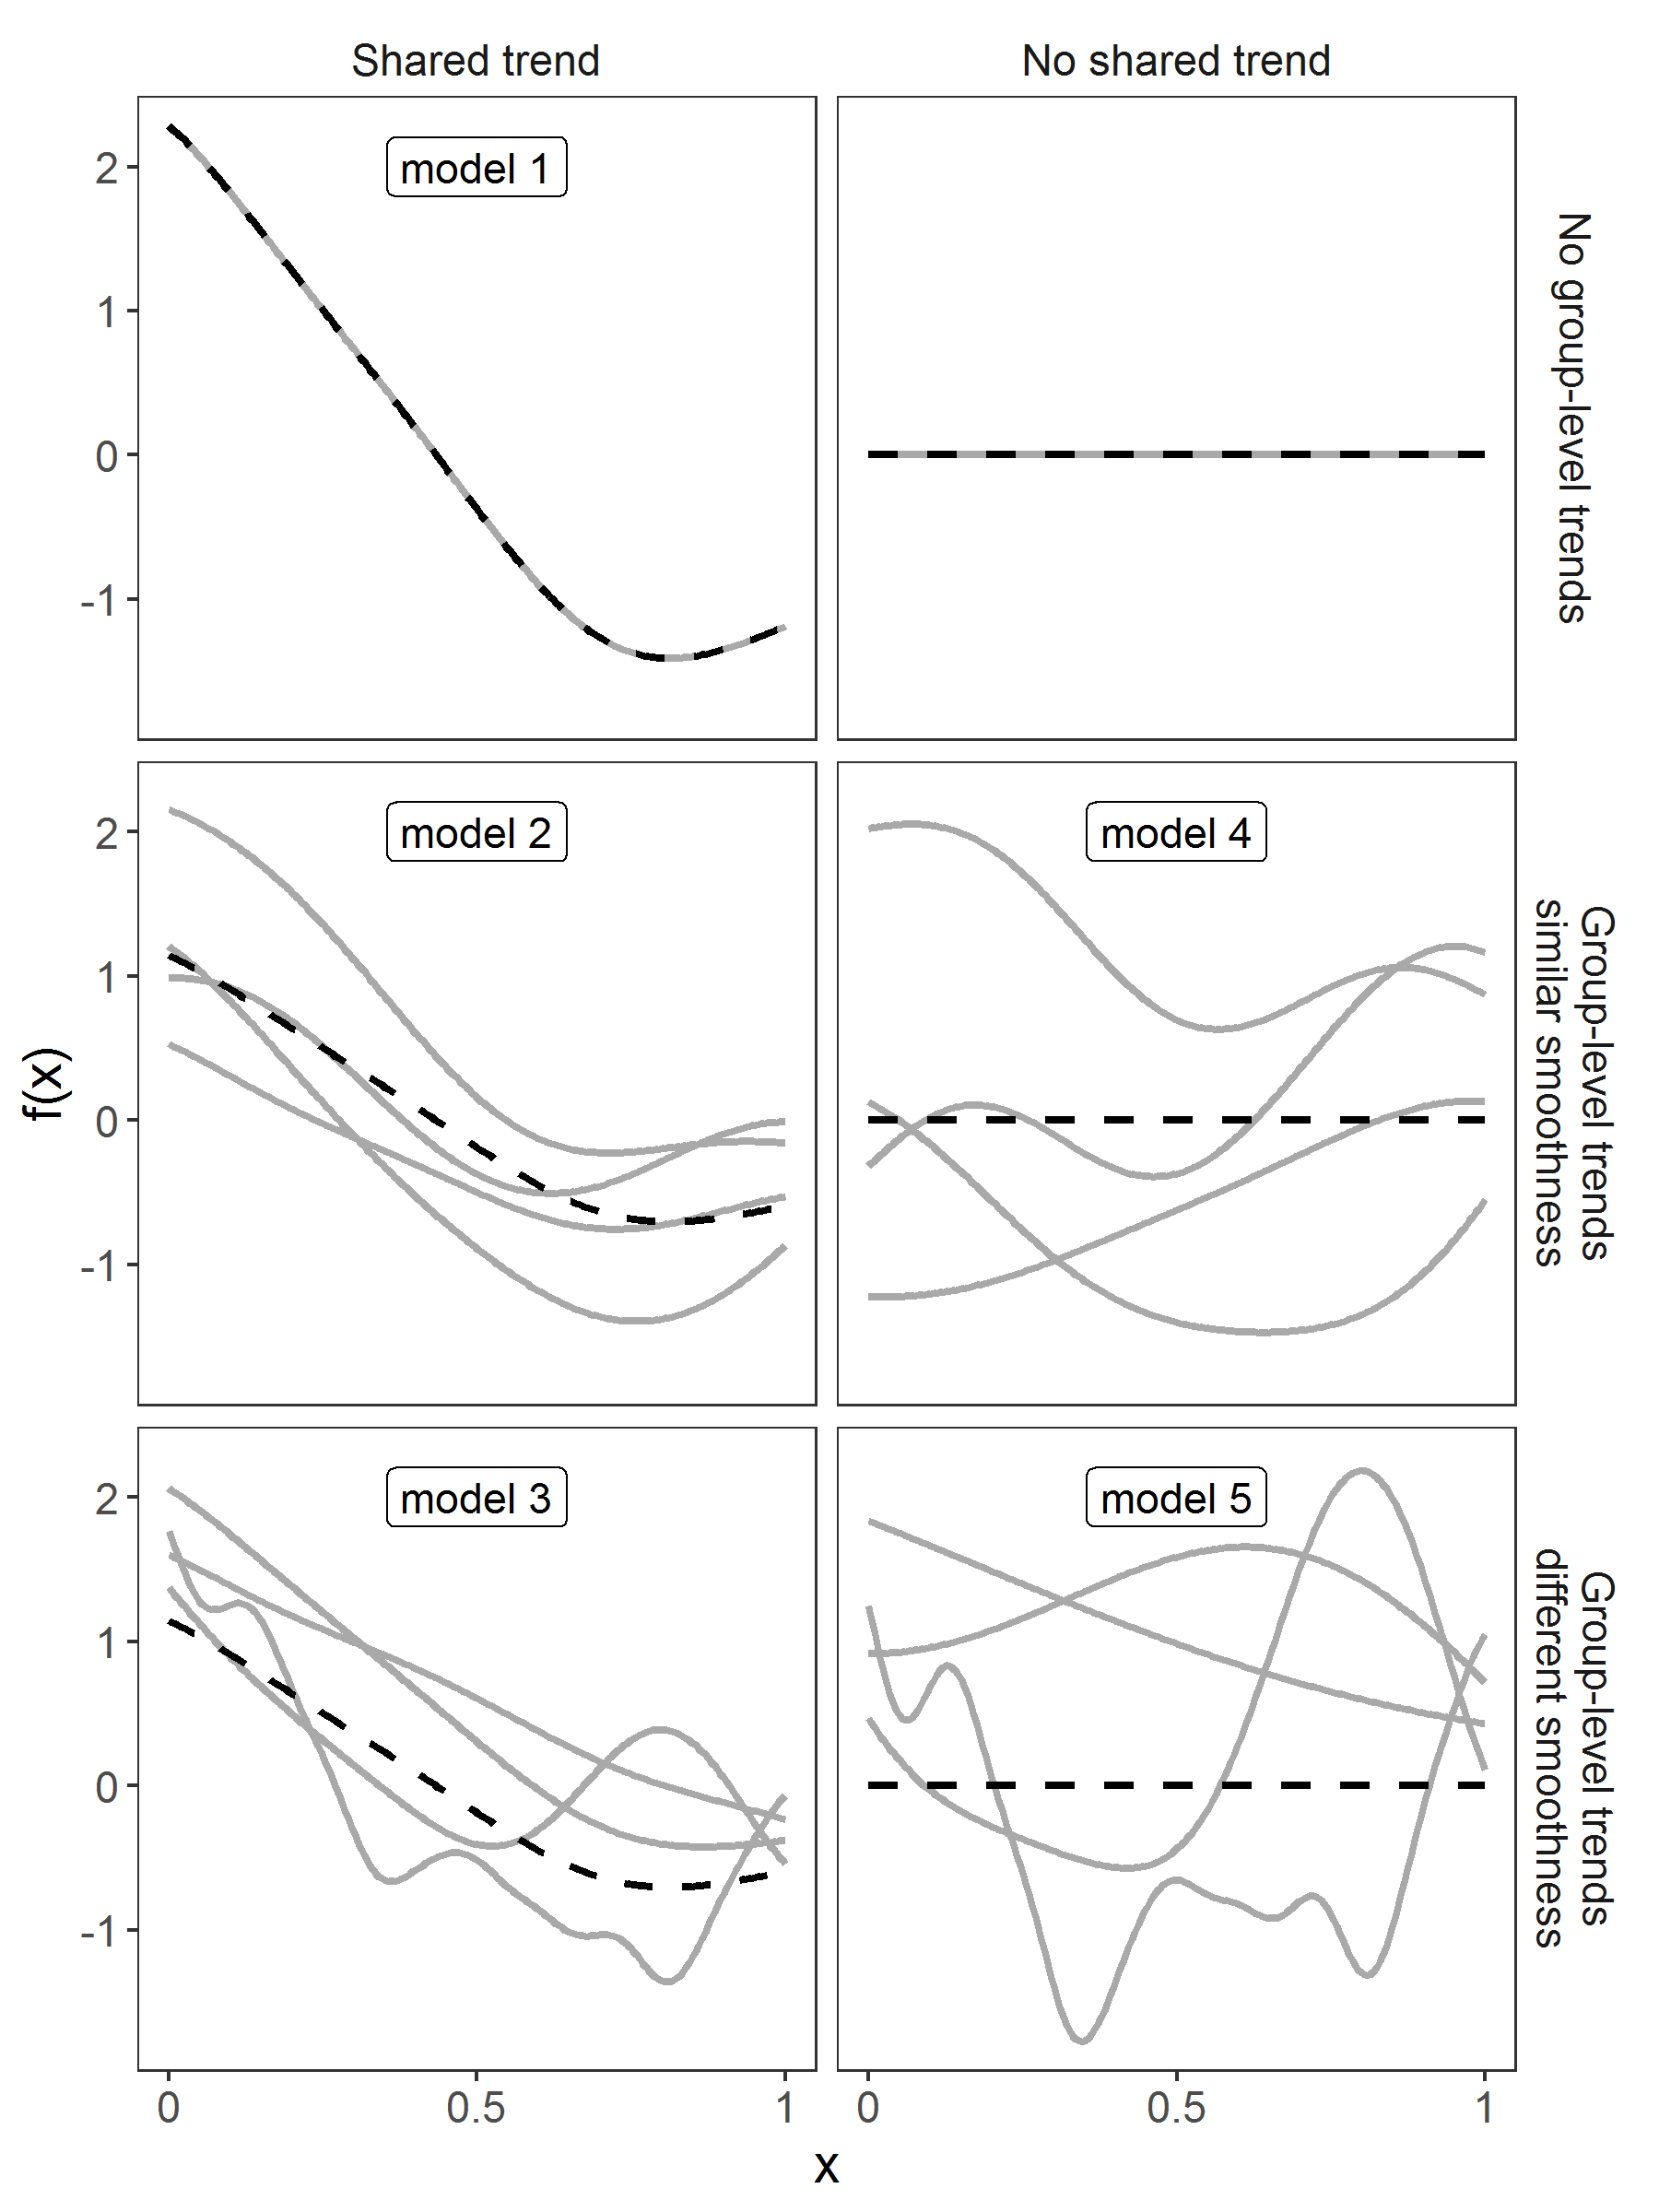 Shared trend
No shared trend
2
1
0
-1
model 1
No group-level trends
f(x)
2
1
0
-1
model 2
model 4
Group-level trends
similar smoothness
2
1
0
-1
model 3
model 5
Group-level trends
different smoothness
0
0.5
1
0
0.5
1
x